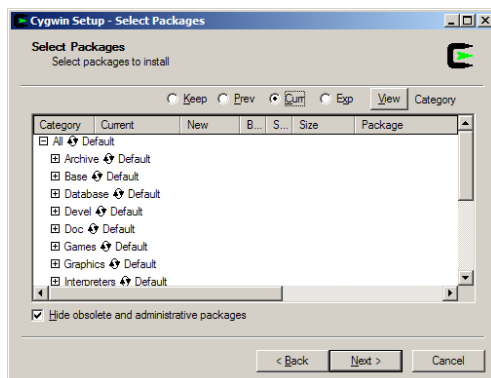 Cygwin Setup - Select Packages
Select Packages
Select packages to install
Keep Prev Curr Exp View Category
Category Current New B... S... Size Package
All Default
Archive Default
Base Default
Database Default
Devel Default
Doc Default
Games Default
Graphics Default
Interpreters Default
Hide obsolete and administrative packages
< Back Next > Cancel